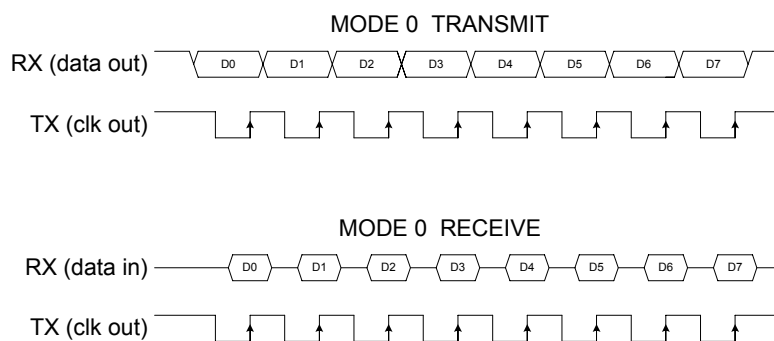 MODE 0 TRANSMIT
RX (data out) D0 D1 D2 D3 D4 D5 D6 D7
TX (clk out)
MODE 0 RECEIVE
RX (data in) D0 D1 D2 D3 D4 D5 D6 D7
TX (clk out)